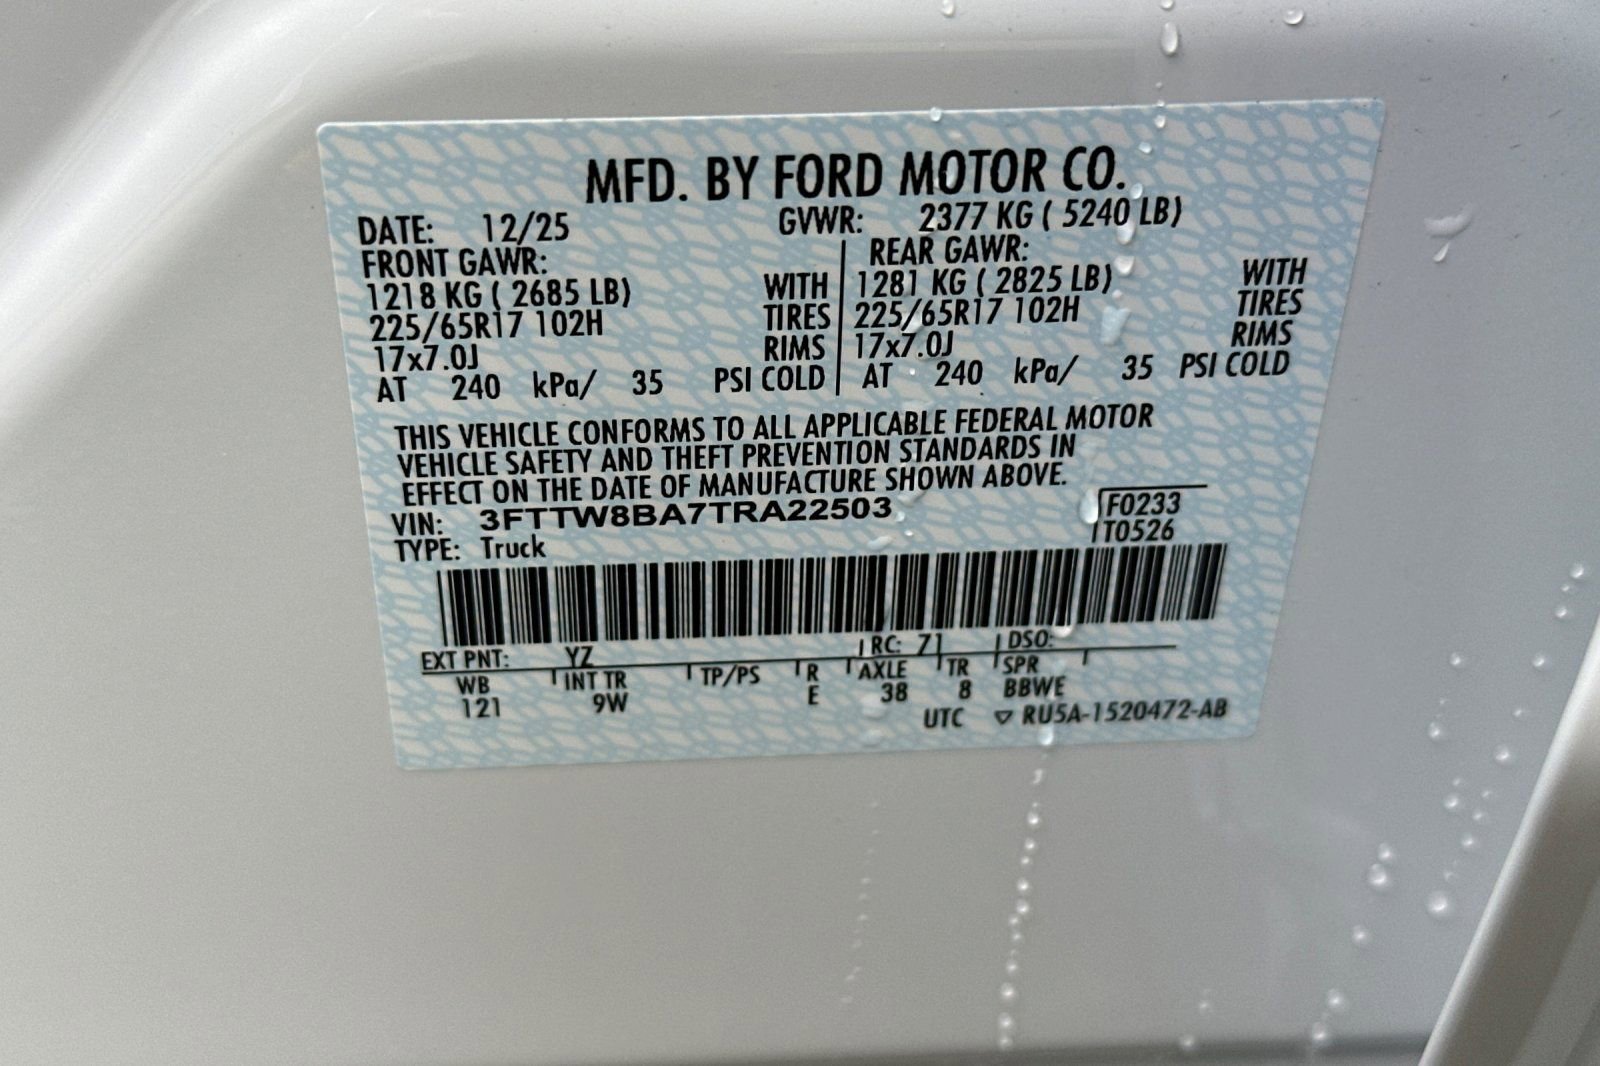 MFD. BY FORD MOTOR CO.
DATE: 12/25 GVWR: 2377 KG ( 5240 LB)
FRONT GAWR: REAR GAWR:
1218 KG ( 2685 LB) WITH 1281 KG ( 2825 LB) WITH
225/65R17 102H TIRES 225/65R17 102H TIRES
17x7.0J RIMS 17x7.0J RIMS
AT 240 kPa/ 35 PSI COLD AT 240 kPa/ 35 PSI COLD
THIS VEHICLE CONFORMS TO ALL APPLICABLE FEDERAL MOTOR
VEHICLE SAFETY AND THEFT PREVENTION STANDARDS IN
EFFECT ON THE DATE OF MANUFACTURE SHOWN ABOVE.
VIN: 3FTTW8BA7TRA22503 F0233
TYPE: Truck T0526
EXT PNT: YZ RC: 71 DSO:
WB INT TR TP/PS R AXLE TR SPR
121 9W E 38 8 BBWE
UTC ▽ RU5A-1520472-AB